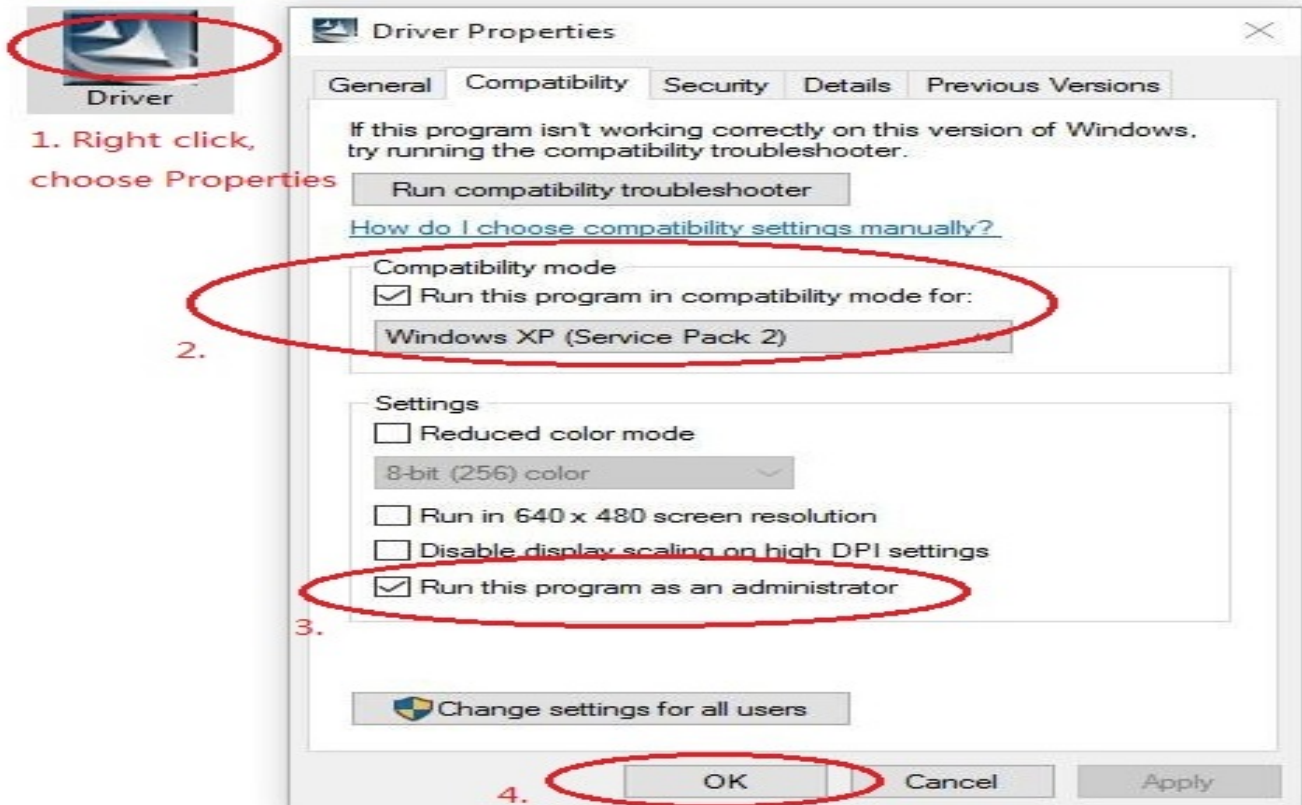 Driver
1. Right click,
choose Properties
Driver Properties
General Compatibility Security Details Previous Versions
If this program isn't working correctly on this version of Windows,
try running the compatibility troubleshooter.
Run compatibility troubleshooter
How do I choose compatibility settings manually?
Compatibility mode
Run this program in compatibility mode for:
Windows XP (Service Pack 2)
2.
Settings
Reduced color mode
8-bit (256) color
Run in 640 x 480 screen resolution
Disable display scaling on high DPI settings
Run this program as an administrator
3.
Change settings for all users
4.
OK Cancel Apply